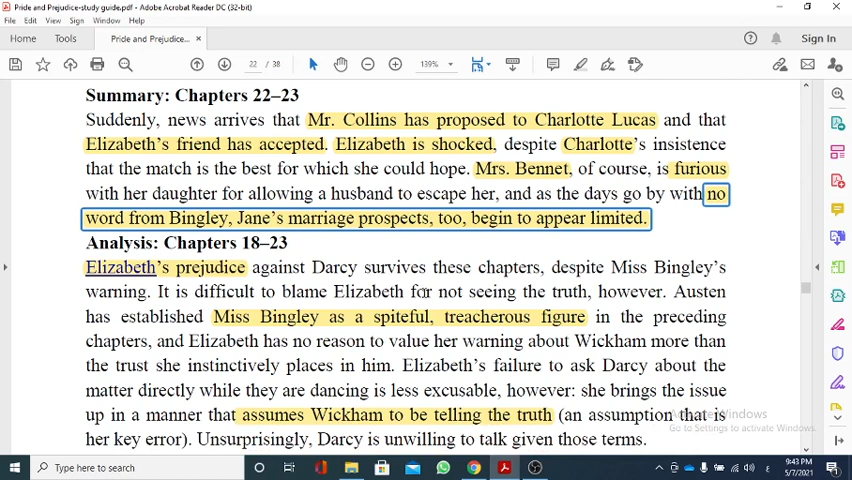 Pride and Prejudice-study guide.pdf - Adobe Acrobat Reader DC (32-bit)
File Edit View Sign Window Help
Home Tools Pride and Prejudice... × Sign In
22 / 38 139%
Summary: Chapters 22–23
Suddenly, news arrives that Mr. Collins has proposed to Charlotte Lucas and that
Elizabeth's friend has accepted. Elizabeth is shocked, despite Charlotte's insistence
that the match is the best for which she could hope. Mrs. Bennet, of course, is furious
with her daughter for allowing a husband to escape her, and as the days go by with no
word from Bingley, Jane's marriage prospects, too, begin to appear limited.
Analysis: Chapters 18–23
Elizabeth's prejudice against Darcy survives these chapters, despite Miss Bingley's
warning. It is difficult to blame Elizabeth for not seeing the truth, however. Austen
has established Miss Bingley as a spiteful, treacherous figure in the preceding
chapters, and Elizabeth has no reason to value her warning about Wickham more than
the trust she instinctively places in him. Elizabeth's failure to ask Darcy about the
matter directly while they are dancing is less excusable, however: she brings the issue
up in a manner that assumes Wickham to be telling the truth (an assumption that is
her key error). Unsurprisingly, Darcy is unwilling to talk given those terms.
Activate Windows
Go to Settings to activate Windows.
Type here to search
ع
9:43 PM
5/7/2021